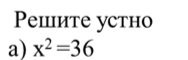 Решите устно
а) x² =36